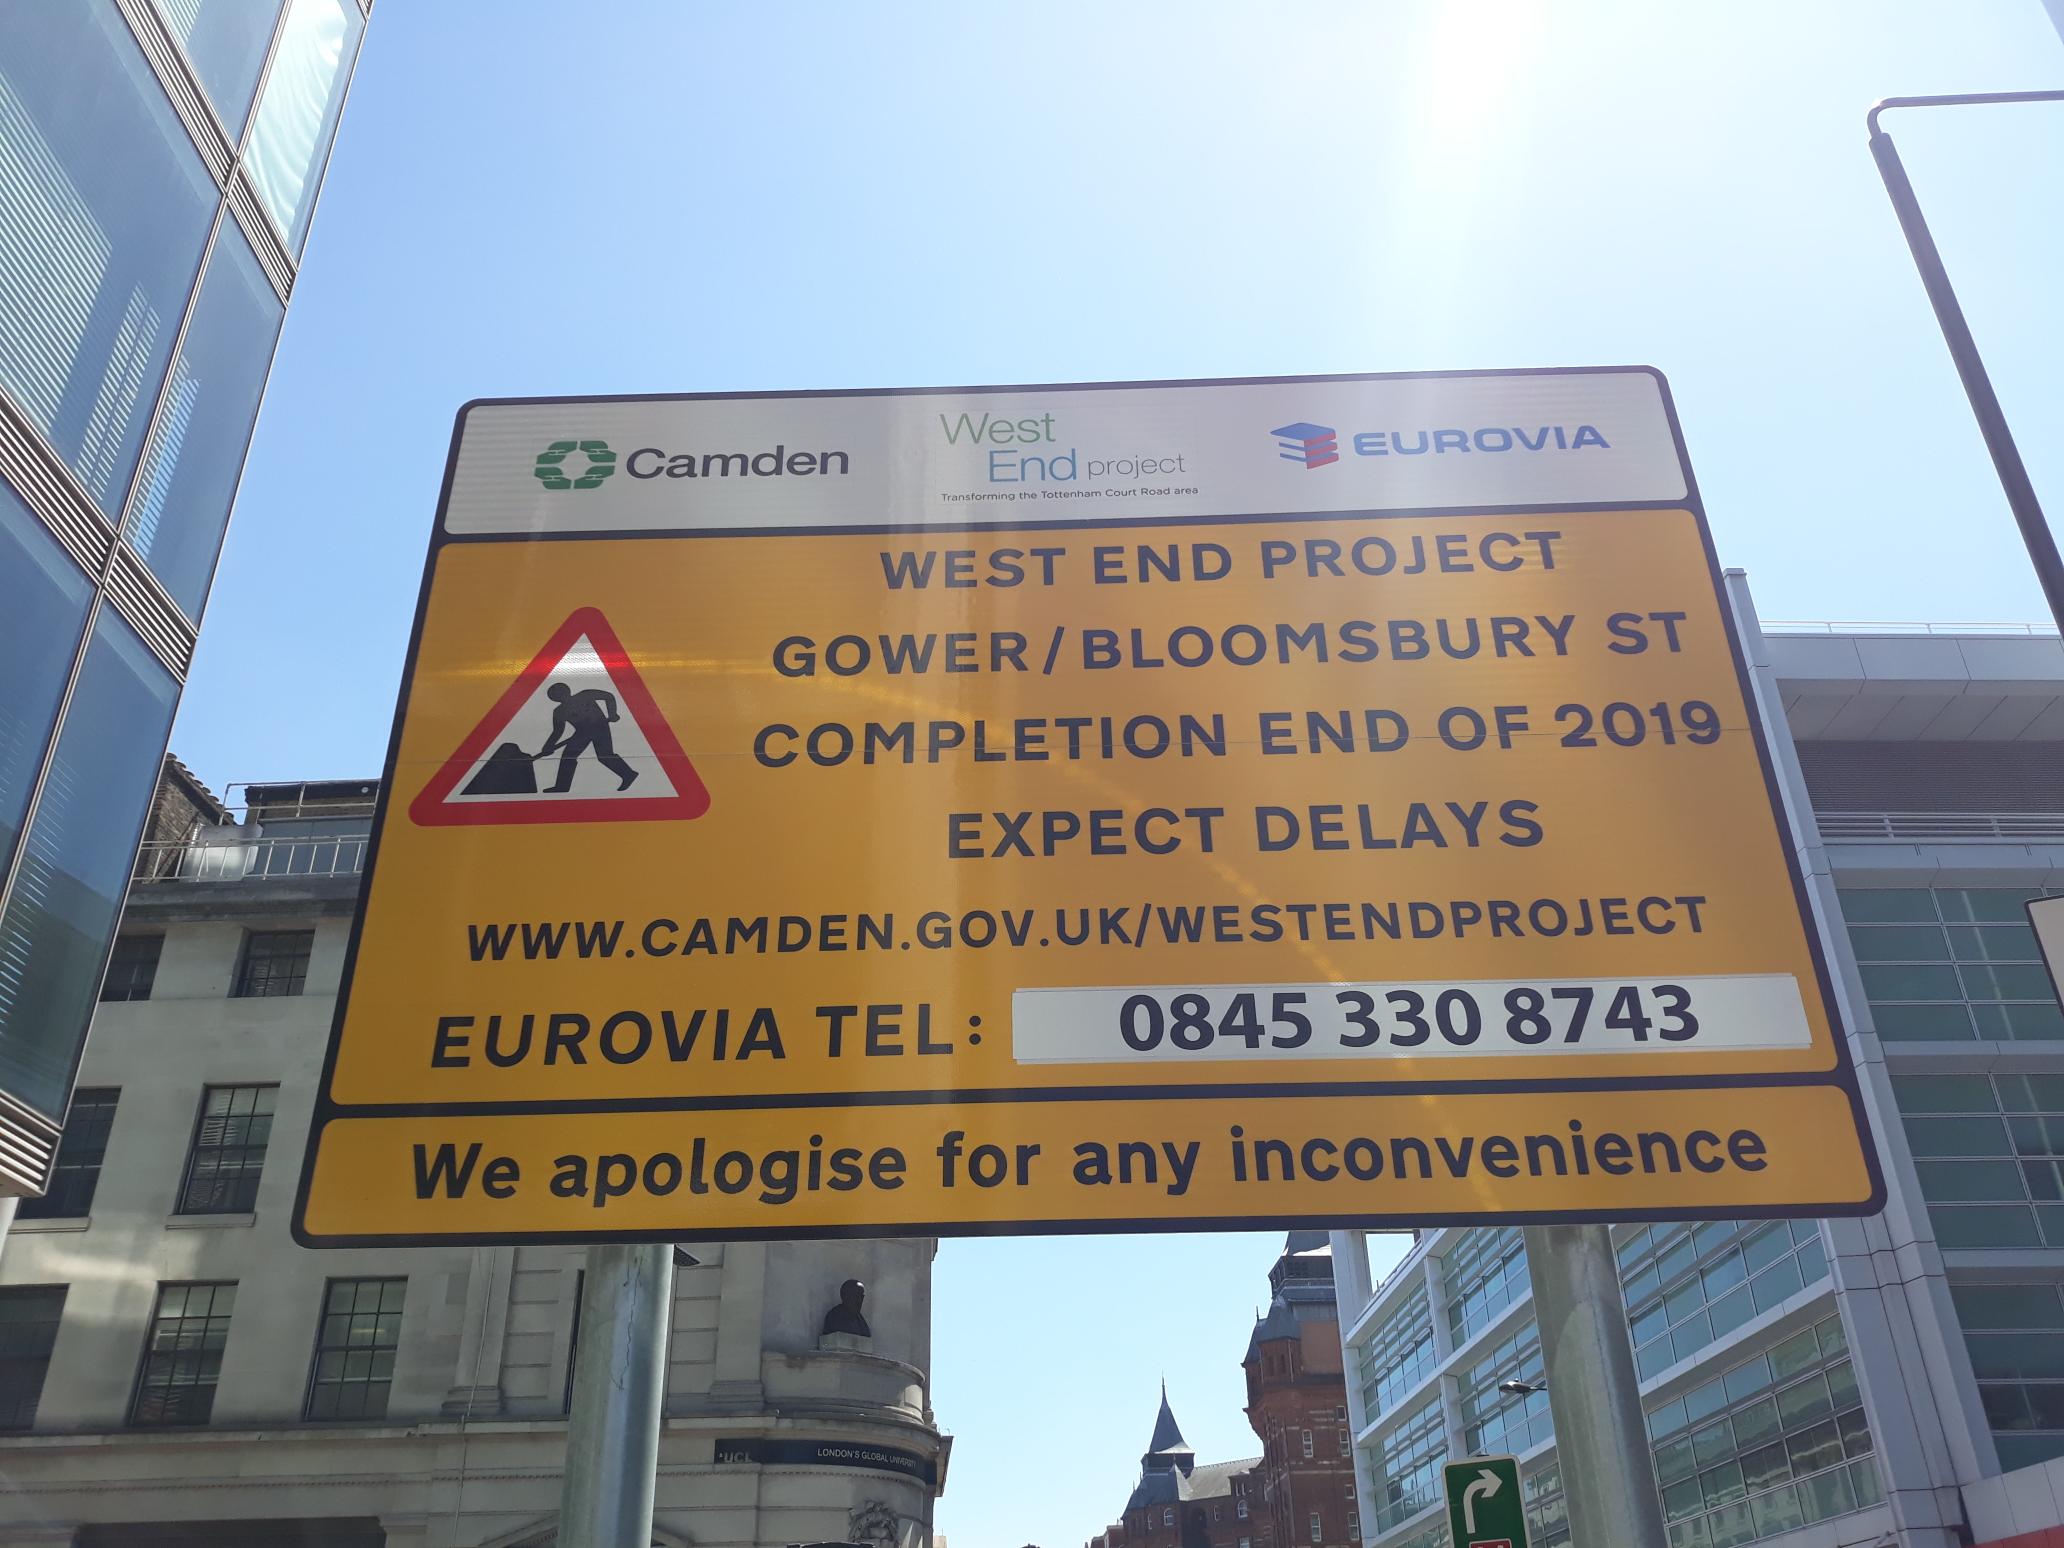 Camden
West
End project
Transforming the Tottenham Court Road area
EUROVIA
WEST END PROJECT
GOWER/BLOOMSBURY ST
COMPLETION END OF 2019
EXPECT DELAYS
WWW.CAMDEN.GOV.UK/WESTENDPROJECT
EUROVIA TEL: 0845 330 8743
We apologise for any inconvenience
UCL
LONDON'S GLOBAL UNIVERSITY